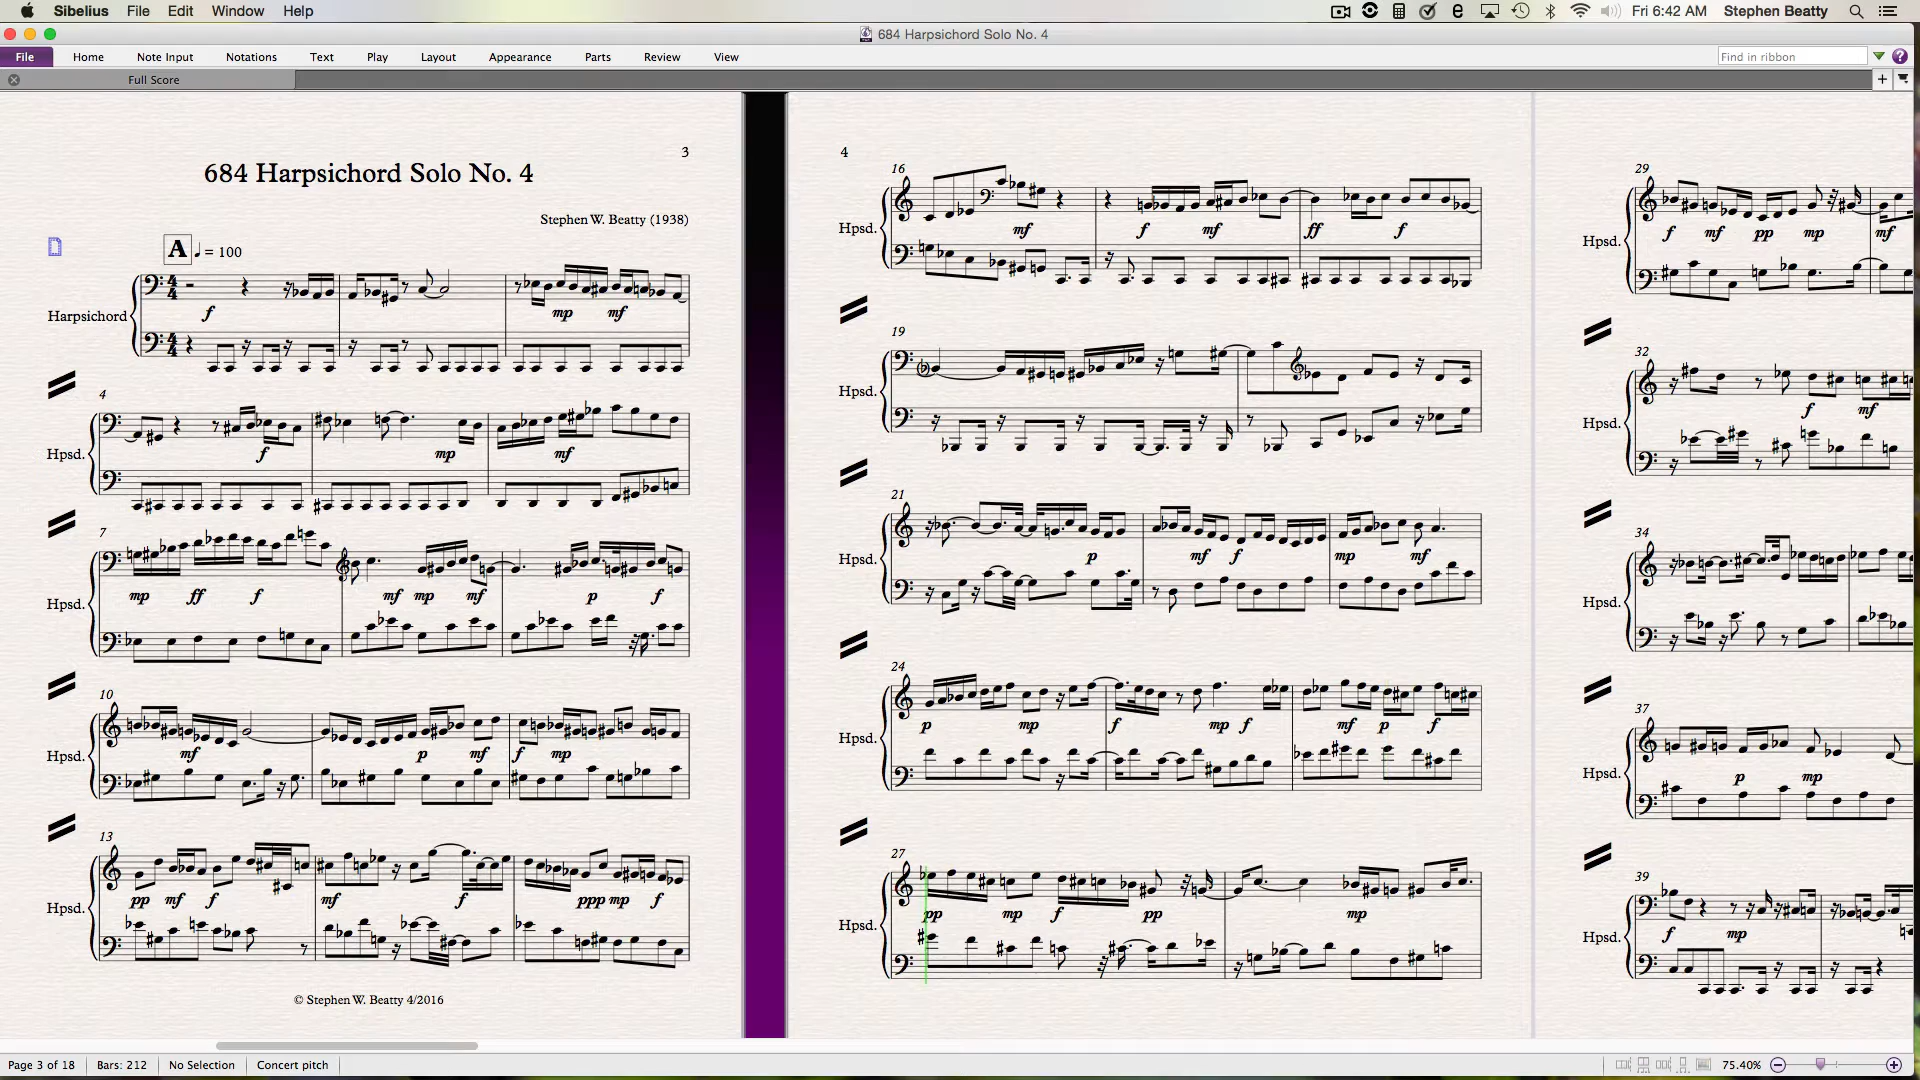 Sibelius File Edit Window Help Fri 6:42 AM Stephen Beatty
684 Harpsichord Solo No. 4
File Home Note Input Notations Text Play Layout Appearance Parts Review View Find in ribbon
Full Score
3
684 Harpsichord Solo No. 4
Stephen W. Beatty (1938)
A ♩ = 100
Harpsichord
f mp mf
4
Hpsd.
f mp mf
7
Hpsd.
mp ff f mf mp mf p f
10
Hpsd.
mf p mf f mp
13
Hpsd.
pp mf f mf f ppp mp f
© Stephen W. Beatty 4/2016
4
16
Hpsd.
mf f mf ff f
19
Hpsd.
21
Hpsd.
p mf f mp mf
24
Hpsd.
p mp f mp f mf p f
27
Hpsd.
pp mp f pp mp
29
Hpsd.
f mf pp mp mf
32
Hpsd.
f mf
34
Hpsd.
37
Hpsd.
p mp
39
Hpsd.
f mp
Page 3 of 18 Bars: 212 No Selection Concert pitch 75.40%